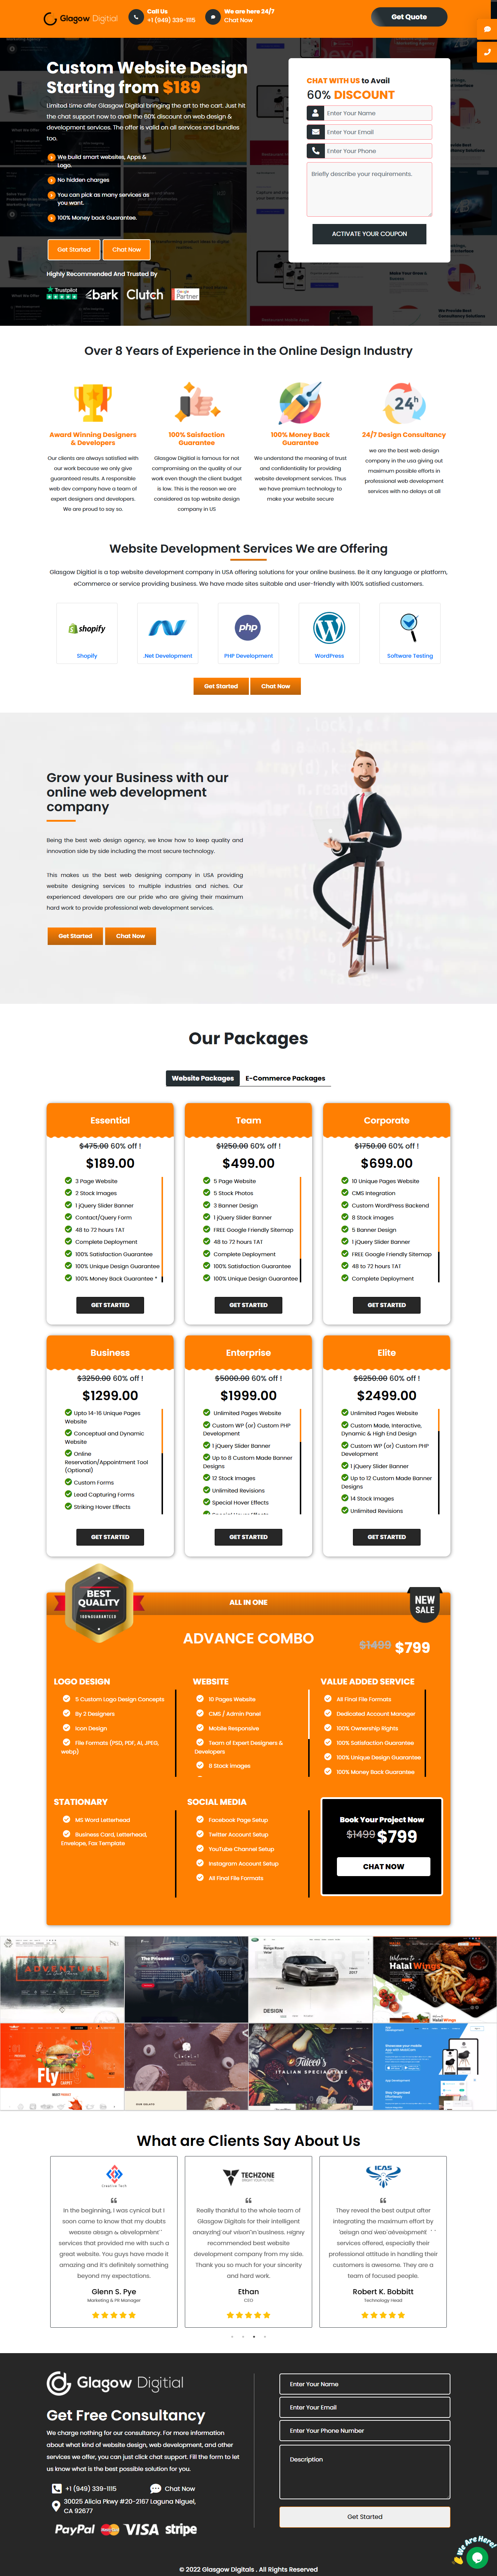 Glagow Digitial
Call Us
+1 (949) 339-1115
We are here 24/7
Chat Now
Get Quote
Custom Website Design
Starting from $189
Limited time offer Glasgow Digital bringing the art to the cart. Just hit
the chat support now to avail the 60% discount on web design &
development services. The offer is valid on all services and bundles
too.
We build smart websites, Apps &
Logo.
No hidden charges
You can pick as many services as
you want.
100% Money back Guarantee.
Get Started
Chat Now
Highly Recommended And Trusted By
Trustpilot
bark
Clutch
Google Partner
CHAT WITH US to Avail
60% DISCOUNT
Enter Your Name
Enter Your Email
Enter Your Phone
Briefly describe your requirements.
ACTIVATE YOUR COUPON
Over 8 Years of Experience in the Online Design Industry
Award Winning Designers
& Developers
Our clients are always satisfied with
our work because we only give
guaranteed results. A responsible
web dev company have a team of
expert designers and developers.
We are proud to say so.
100% Saisfaction
Guarantee
Glasgow Digitial is famous for not
compromising on the quality of our
work even though the client budget
is low. This is the reason we are
considered as top website design
company in US
100% Money Back
Guarantee
We understand the meaning of trust
and confidentiality for providing
website development services. Thus
we have premium technology to
make your website secure
24h
24/7 Design Consultancy
we are the best web design
company in the usa giving out
maximum possible efforts in
professional web development
services with no delays at all
Website Development Services We are Offering
Glasgow Digitial is a top website development company in USA offering solutions for your online business. Be it any language or platform,
eCommerce or service providing business. We have made sites suitable and user-friendly with 100% satisfied customers.
shopify
Shopify
.Net Development
php
PHP Development
WordPress
Software Testing
Get Started
Chat Now
Grow your Business with our
online web development
company
Being the best web design agency, we know how to keep quality and
innovation side by side including the most secure technology.
This makes us the best web designing company in USA providing
website designing services to multiple industries and niches. Our
experienced developers are our pride who are giving their maximum
hard work to provide professional web development services.
Get Started
Chat Now
Our Packages
Website Packages
E-Commerce Packages
Essential
$475.00 60% off !
$189.00
3 Page Website
2 Stock Images
1 jQuery Slider Banner
Contact/Query Form
48 to 72 hours TAT
Complete Deployment
100% Satisfaction Guarantee
100% Unique Design Guarantee
100% Money Back Guarantee *
GET STARTED
Team
$1250.00 60% off !
$499.00
5 Page Website
5 Stock Photos
3 Banner Design
1 jQuery Slider Banner
FREE Google Friendly Sitemap
48 to 72 hours TAT
Complete Deployment
100% Satisfaction Guarantee
100% Unique Design Guarantee
GET STARTED
Corporate
$1750.00 60% off !
$699.00
10 Unique Pages Website
CMS Integration
Custom WordPress Backend
8 Stock images
5 Banner Design
1 jQuery Slider Banner
FREE Google Friendly Sitemap
48 to 72 hours TAT
Complete Deployment
GET STARTED
Business
$3250.00 60% off !
$1299.00
Upto 14-16 Unique Pages
Website
Conceptual and Dynamic
Website
Online
Reservation/Appointment Tool
(Optional)
Custom Forms
Lead Capturing Forms
Striking Hover Effects
GET STARTED
Enterprise
$5000.00 60% off !
$1999.00
Unlimited Pages Website
Custom WP (or) Custom PHP
Development
1 jQuery Slider Banner
Up to 8 Custom Made Banner
Designs
12 Stock Images
Unlimited Revisions
Special Hover Effects
GET STARTED
Elite
$6250.00 60% off !
$2499.00
Unlimited Pages Website
Custom Made, Interactive,
Dynamic & High End Design
Custom WP (or) Custom PHP
Development
1 jQuery Slider Banner
Up to 12 Custom Made Banner
Designs
14 Stock Images
Unlimited Revisions
GET STARTED
BEST
QUALITY
100%GUARANTEED
ALL IN ONE
NEW
SALE
ADVANCE COMBO
$1499 $799
LOGO DESIGN
5 Custom Logo Design Concepts
By 2 Designers
Icon Design
File Formats (PSD, PDF, AI, JPEG,
webp)
WEBSITE
10 Pages Website
CMS / Admin Panel
Mobile Responsive
Team of Expert Designers &
Developers
8 Stock Images
VALUE ADDED SERVICE
All Final File Formats
Dedicated Account Manager
100% Ownership Rights
100% Satisfaction Guarantee
100% Unique Design Guarantee
100% Money Back Guarantee
STATIONARY
MS Word Letterhead
Business Card, Letterhead,
Envelope, Fax Template
SOCIAL MEDIA
Facebook Page Setup
Twitter Account Setup
YouTube Channel Setup
Instagram Account Setup
All Final File Formats
Book Your Project Now
$1499 $799
CHAT NOW
ADVENTURE
The Prisoners
DESIGN
Welcome to
Halal Wings
Fly
Falcco's
ITALIAN SPECIALITIES
What are Clients Say About Us
Creative Tech
In the beginning, I was cynical but I
soon came to know that my doubts
website design & development
services that provided me with such a
great website. You guys have made it
amazing and it's definitely something
beyond my expectations.
Glenn S. Pye
Marketing & PR Manager
TECHZONE
Really thankful to the whole team of
Glasgow Digitals for their intelligent
analyzing our vision in business. Highly
recommended best website
development company from my side.
Thank you so much for your sincerity
and hard work.
Ethan
CEO
ICAS
They reveal the best output after
integrating the maximum effort by
design and web development
services offered, especially their
professional attitude in handling their
customers is awesome. They are a
team of focused people.
Robert K. Bobbitt
Technology Head
Glagow Digitial
Get Free Consultancy
We charge nothing for our consultancy. For more information
about what kind of website design, web development, and other
services we offer, you can just click chat support. Fill the form to let
us know what is the best possible solution for you.
+1 (949) 339-1115
Chat Now
30025 Alicia Pkwy #20-2167 Laguna Niguel,
CA 92677
PayPal
VISA
stripe
Enter Your Name
Enter Your Email
Enter Your Phone Number
Description
Get Started
We Are Here!
© 2022 Glasgow Digitals . All Rights Reserved